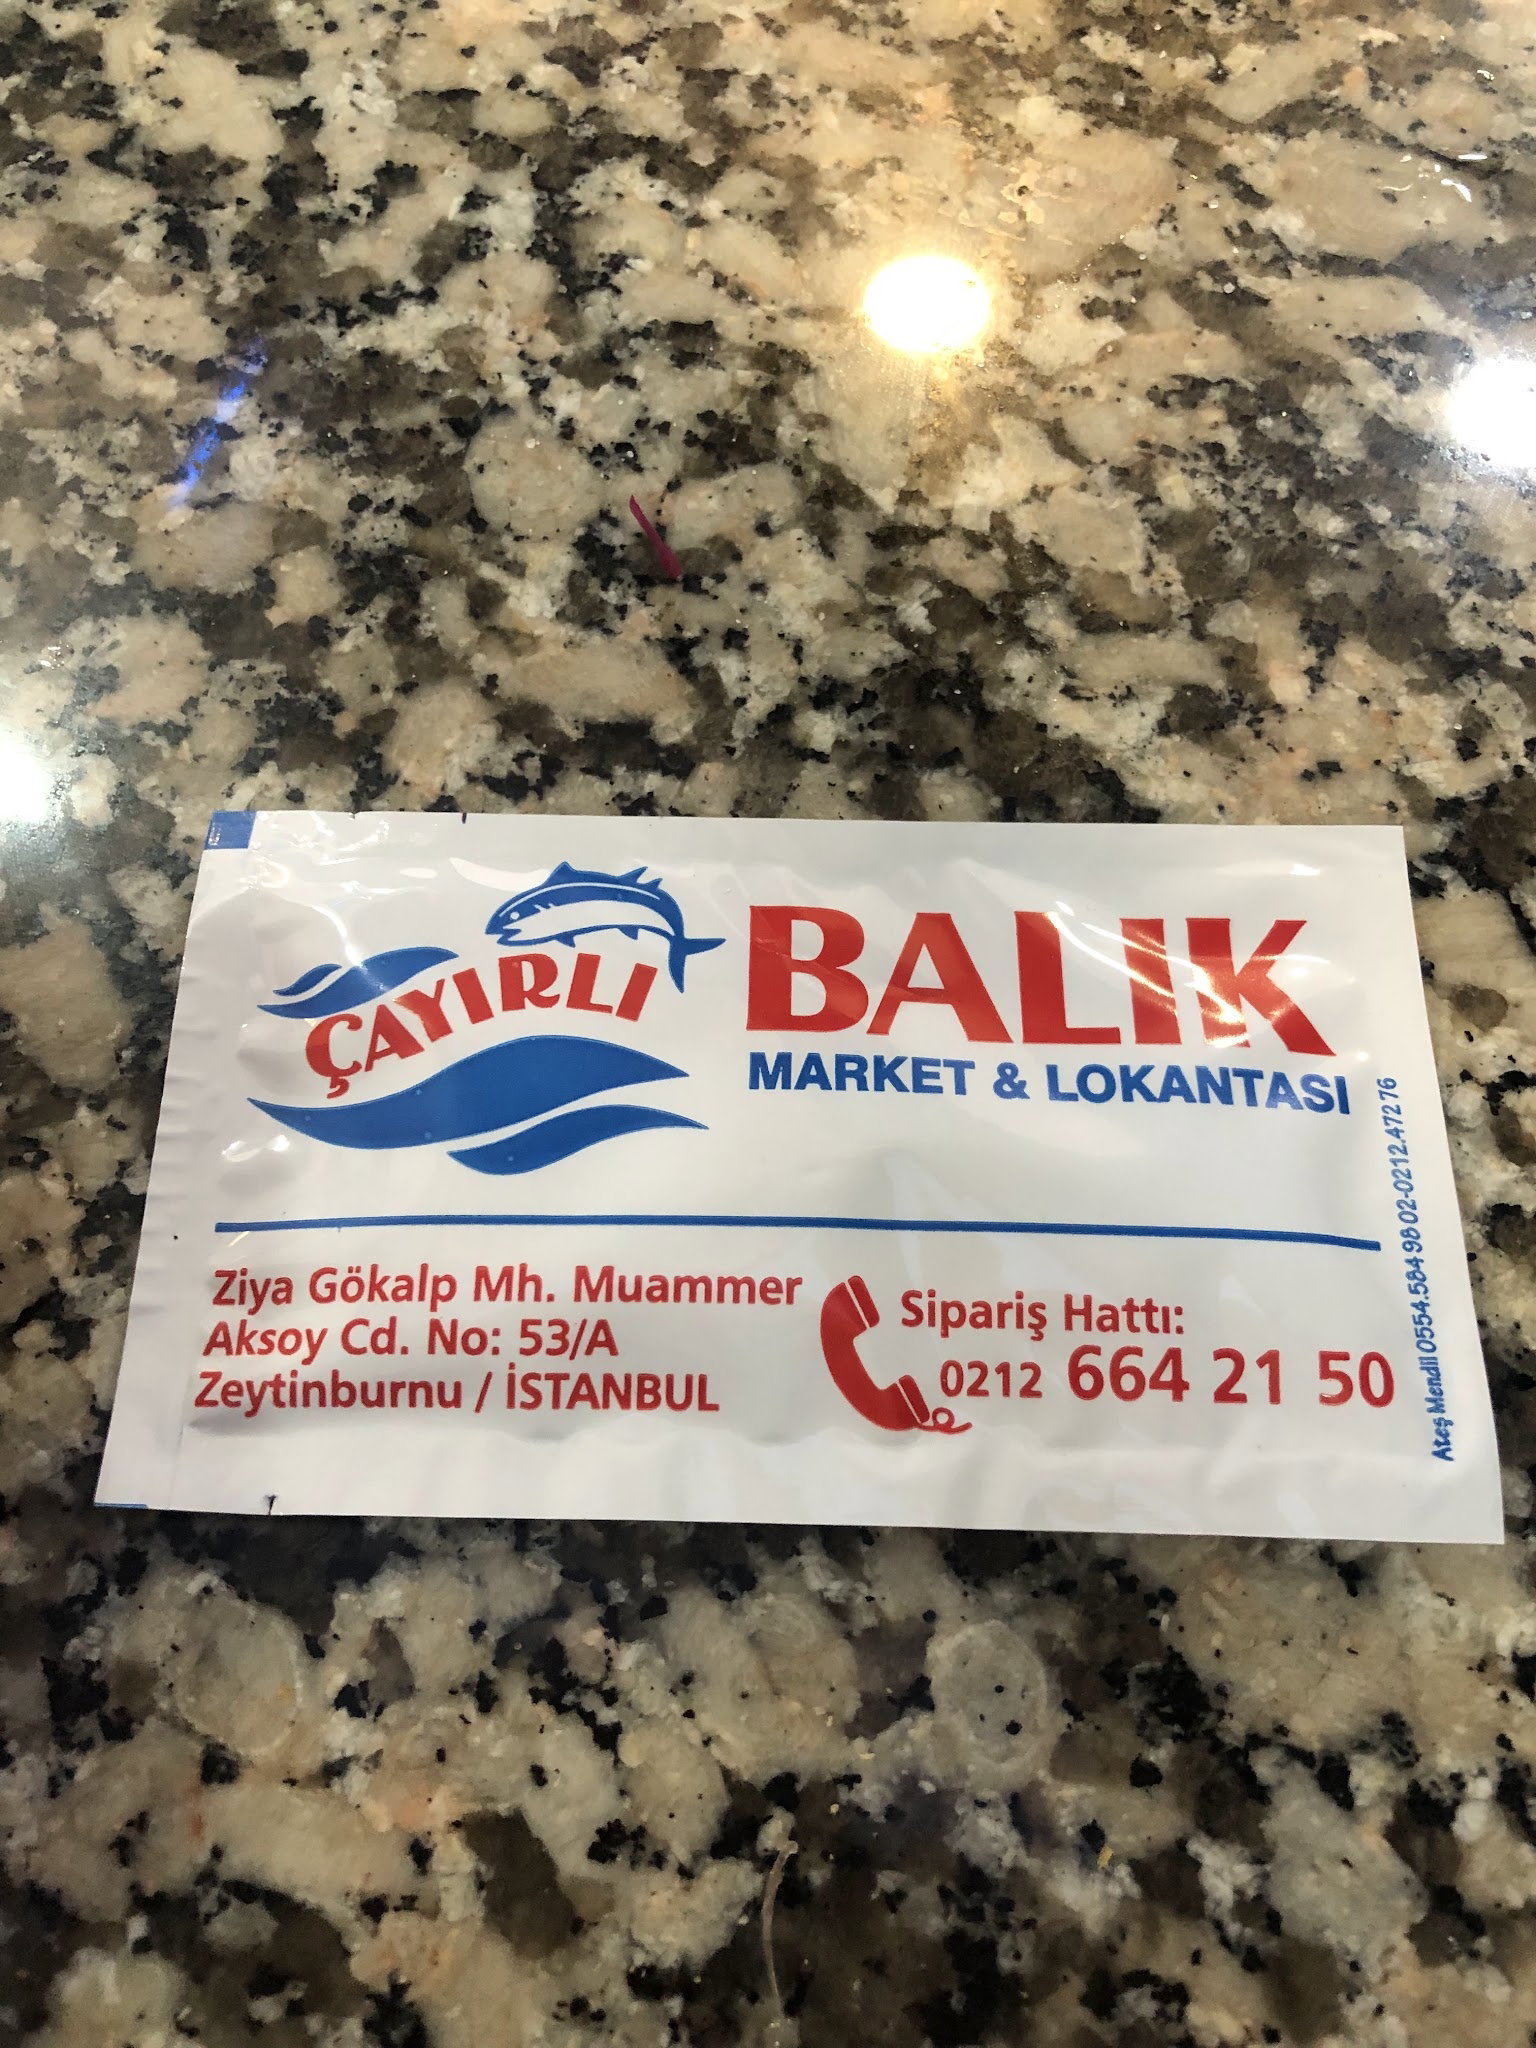 ÇAYIRLI
BALIK
MARKET & LOKANTASI
Ziya Gökalp Mh. Muammer
Aksoy Cd. No: 53/A
Zeytinburnu / İSTANBUL
Sipariş Hattı:
0212 664 21 50
Ateş Mendil 0554.584 98 02-0212.472 76